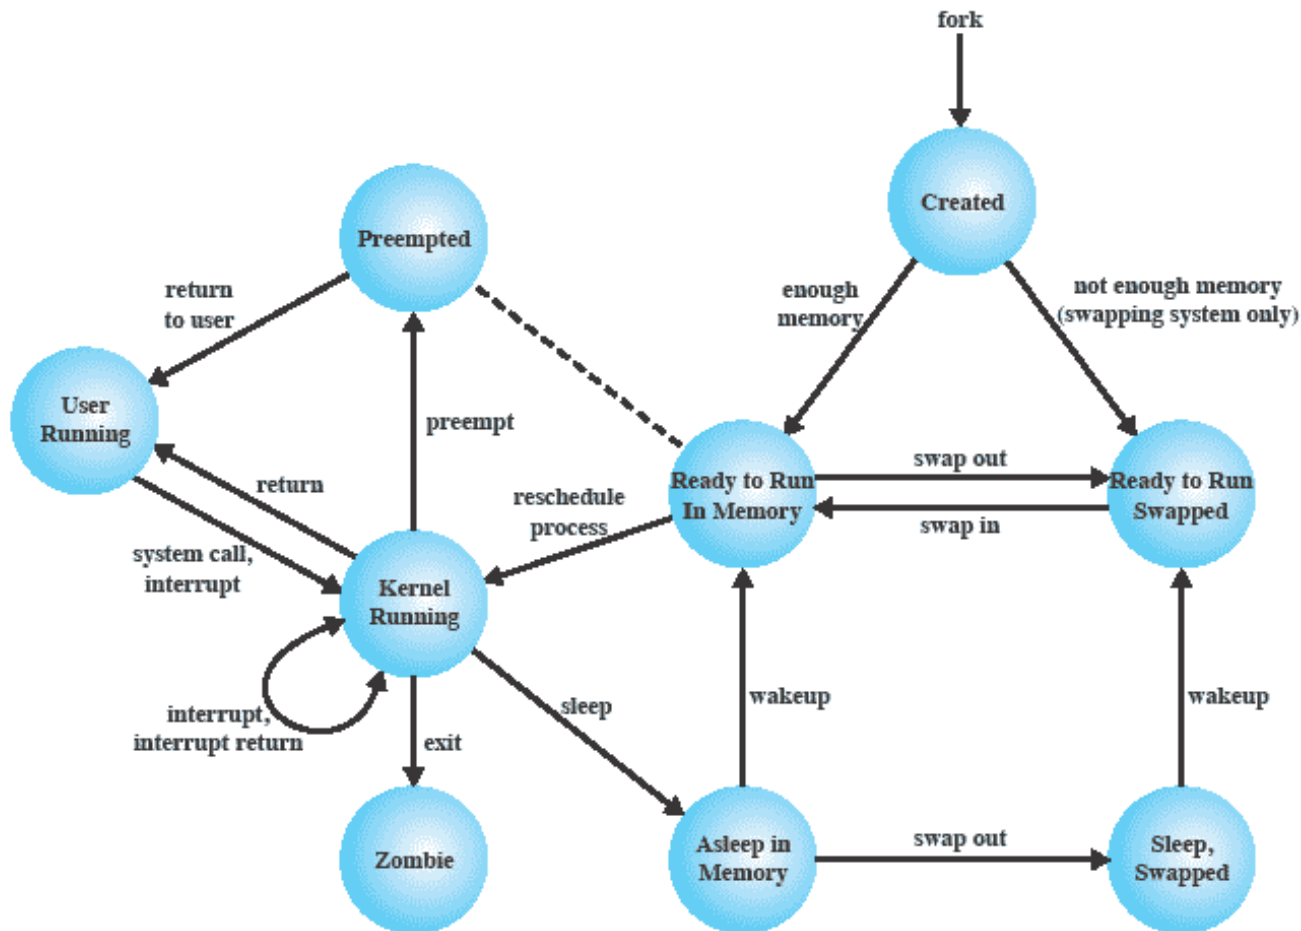 fork
Created
Preempted
return
to user
enough
memory
not enough memory
(swapping system only)
User
Running
preempt
return
reschedule
process
Ready to Run
In Memory
swap out
swap in
Ready to Run
Swapped
system call,
interrupt
Kernel
Running
interrupt,
interrupt return
exit
sleep
wakeup
wakeup
Zombie
Asleep in
Memory
swap out
Sleep,
Swapped